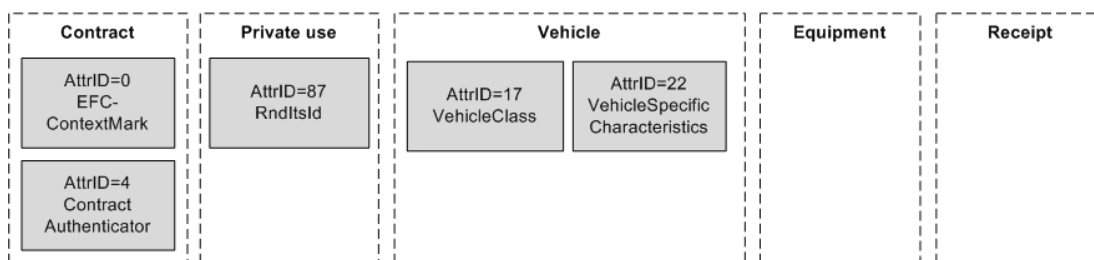 Contract
AttrID=0
EFC-
ContextMark
AttrID=4
Contract
Authenticator
Private use
AttrID=87
RndItsId
Vehicle
AttrID=17
VehicleClass
AttrID=22
VehicleSpecific
Characteristics
Equipment
Receipt